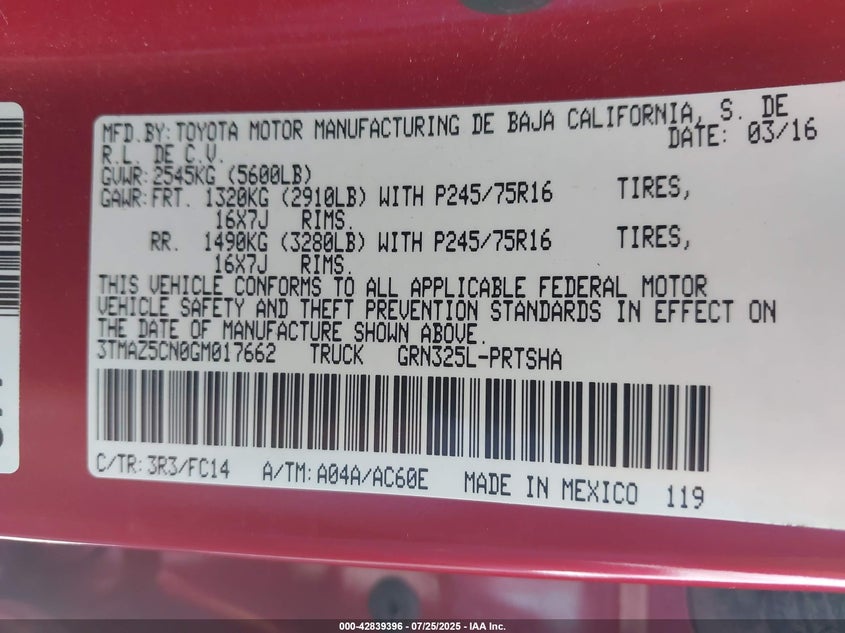 MFD.BY:TOYOTA MOTOR MANUFACTURING DE BAJA CALIFORNIA, S. DE
R.L. DE C.V. DATE: 03/16
GVWR:2545KG (5600LB)
GAWR:FRT. 1320KG (2910LB) WITH P245/75R16 TIRES,
16X7J RIMS.
RR. 1490KG (3280LB) WITH P245/75R16 TIRES,
16X7J RIMS.
THIS VEHICLE CONFORMS TO ALL APPLICABLE FEDERAL MOTOR
VEHICLE SAFETY AND THEFT PREVENTION STANDARDS IN EFFECT ON
THE DATE OF MANUFACTURE SHOWN ABOVE.
3TMAZ5CN0GM017662 TRUCK GRN325L-PRTSHA
C/TR:3R3/FC14 A/TM:A04A/AC60E MADE IN MEXICO 119
000-42839396 - 07/25/2025 - IAA Inc.